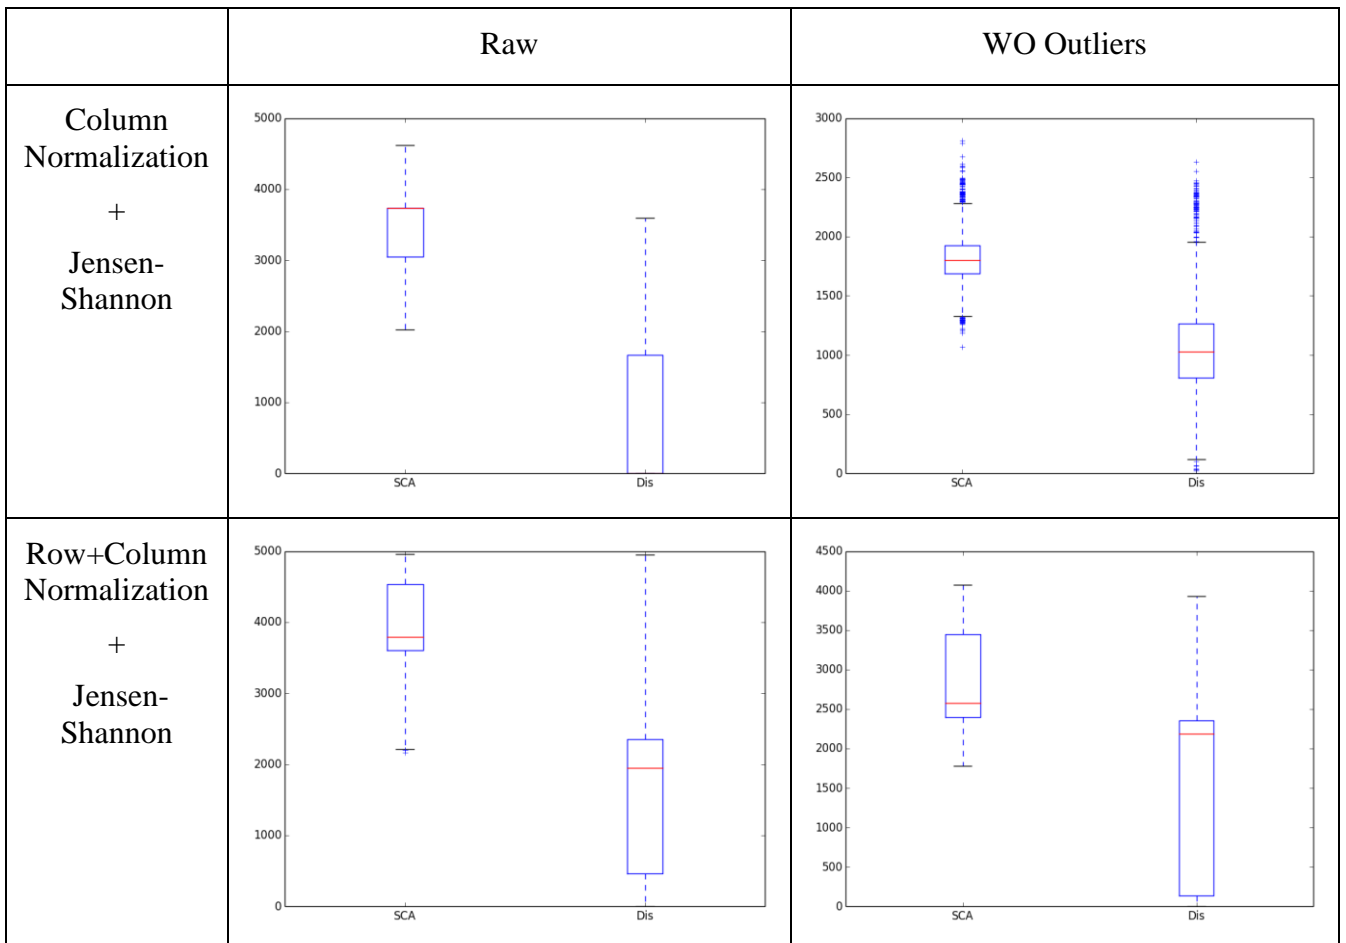 Raw
WO Outliers
Column
Normalization
+
Jensen-
Shannon
5000
4000
3000
2000
1000
0
SCA
Dis
3000
2500
2000
1500
1000
500
0
SCA
Dis
Row+Column
Normalization
+
Jensen-
Shannon
5000
4000
3000
2000
1000
0
SCA
Dis
4500
4000
3500
3000
2500
2000
1500
1000
500
0
SCA
Dis